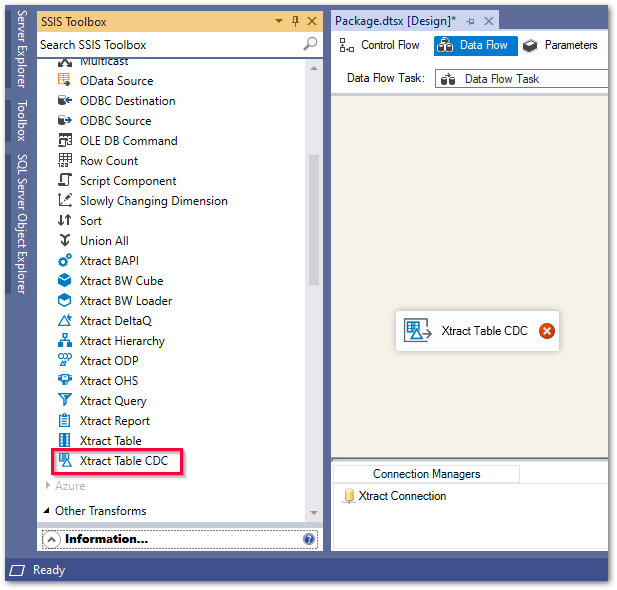 Server Explorer
Toolbox
SQL Server Object Explorer
SSIS Toolbox
Search SSIS Toolbox
Multicast
OData Source
ODBC Destination
ODBC Source
OLE DB Command
Row Count
Script Component
Slowly Changing Dimension
Sort
Union All
Xtract BAPI
Xtract BW Cube
Xtract BW Loader
Xtract DeltaQ
Xtract Hierarchy
Xtract ODP
Xtract OHS
Xtract Query
Xtract Report
Xtract Table
Xtract Table CDC
Azure
Other Transforms
Information...
Package.dtsx [Design]*
Control Flow Data Flow Parameters
Data Flow Task: Data Flow Task
Xtract Table CDC
Connection Managers
Xtract Connection
Ready